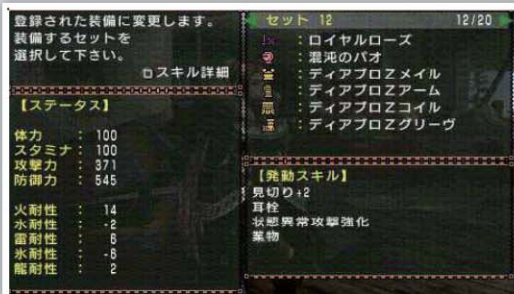 登録された装備に変更します。
装備するセットを
選択して下さい。
□スキル詳細
【ステータス】
体力 : 100
スタミナ : 100
攻撃力 : 371
防御力 : 545
火耐性 : 14
水耐性 : -2
雷耐性 : 6
氷耐性 : -6
龍耐性 : 2
セット 12 12/20
:ロイヤルローズ
:混沌のパオ
:ディアブロZメイル
:ディアブロZアーム
:ディアブロZコイル
:ディアブロZグリーヴ
【発動スキル】
見切り+2
耳栓
状態異常攻撃強化
業物